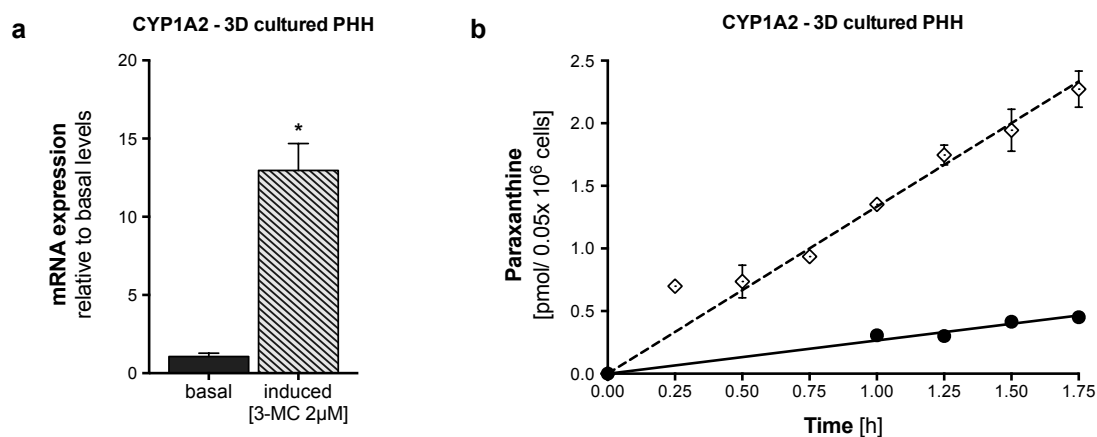 a
CYP1A2 - 3D cultured PHH
mRNA expression
relative to basal levels
20
15
10
5
0
*
basal
induced
[3-MC 2µM]
b
CYP1A2 - 3D cultured PHH
Paraxanthine
[pmol/ 0.05x 10⁶ cells]
2.5
2.0
1.5
1.0
0.5
0.0
0.00 0.25 0.50 0.75 1.00 1.25 1.50 1.75
Time [h]